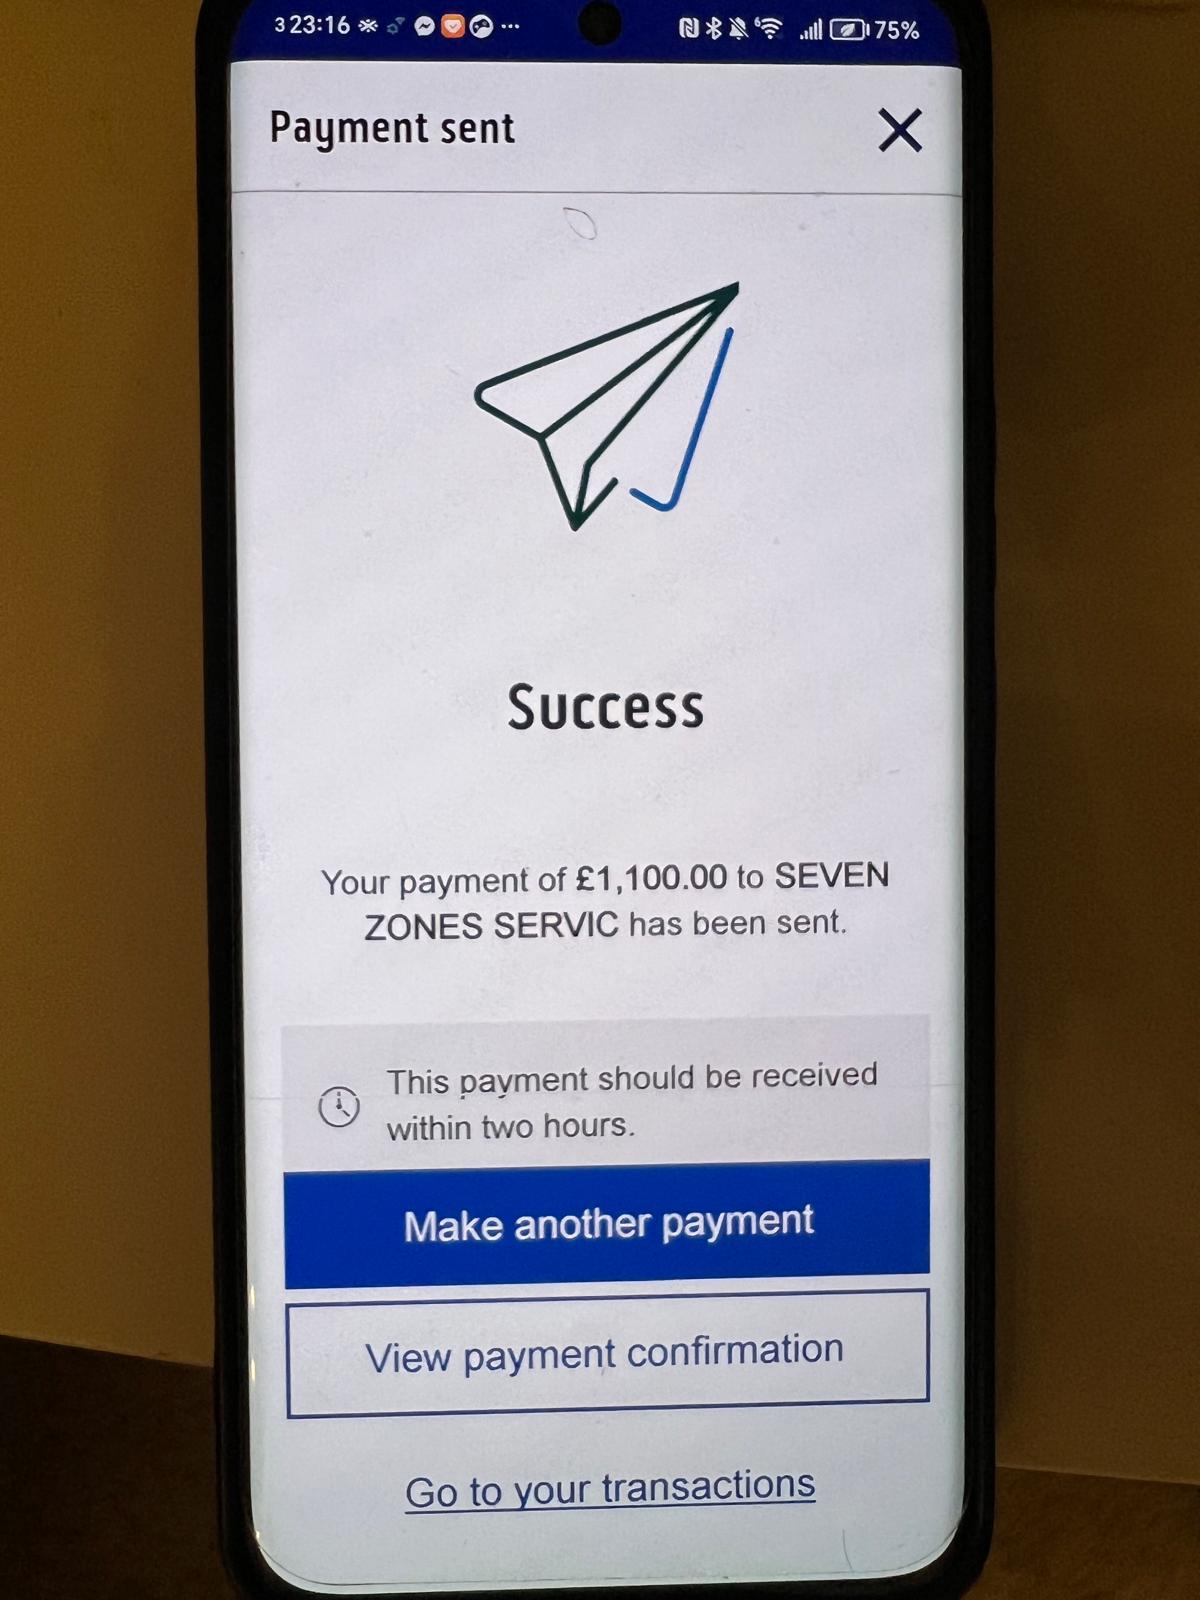 3 23:16 75%
Payment sent
Success
Your payment of £1,100.00 to SEVEN
ZONES SERVIC has been sent.
This payment should be received
within two hours.
Make another payment
View payment confirmation
Go to your transactions